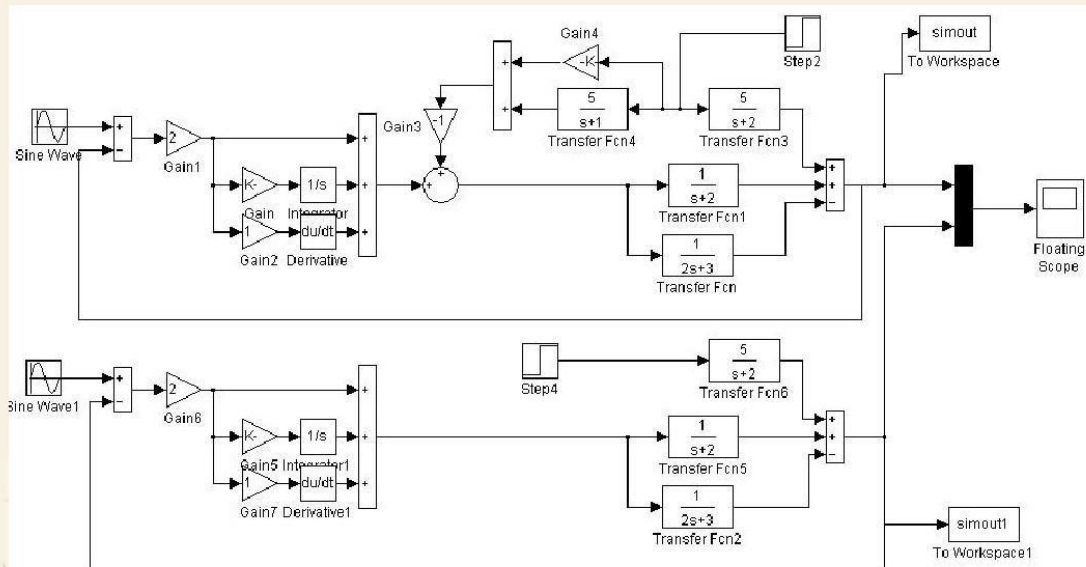 simout
To Workspace
Gain4
-K-
Step2
+
+
5
s+1
Transfer Fcn4
5
s+2
Transfer Fcn3
Gain3
-1
Sine Wave
+
−
2
Gain1
K-
Gain
1/s
Integrator
1
Gain2
du/dt
Derivative
+
+
+
+
+
1
s+2
Transfer Fcn1
1
2s+3
Transfer Fcn
+
+
−
Floating
Scope
Sine Wave1
+
−
2
Gain6
K-
Gain5
1/s
Integrator1
1
Gain7
du/dt
Derivative1
+
+
+
Step4
5
s+2
Transfer Fcn6
1
s+2
Transfer Fcn5
1
2s+3
Transfer Fcn2
+
+
−
simout1
To Workspace1